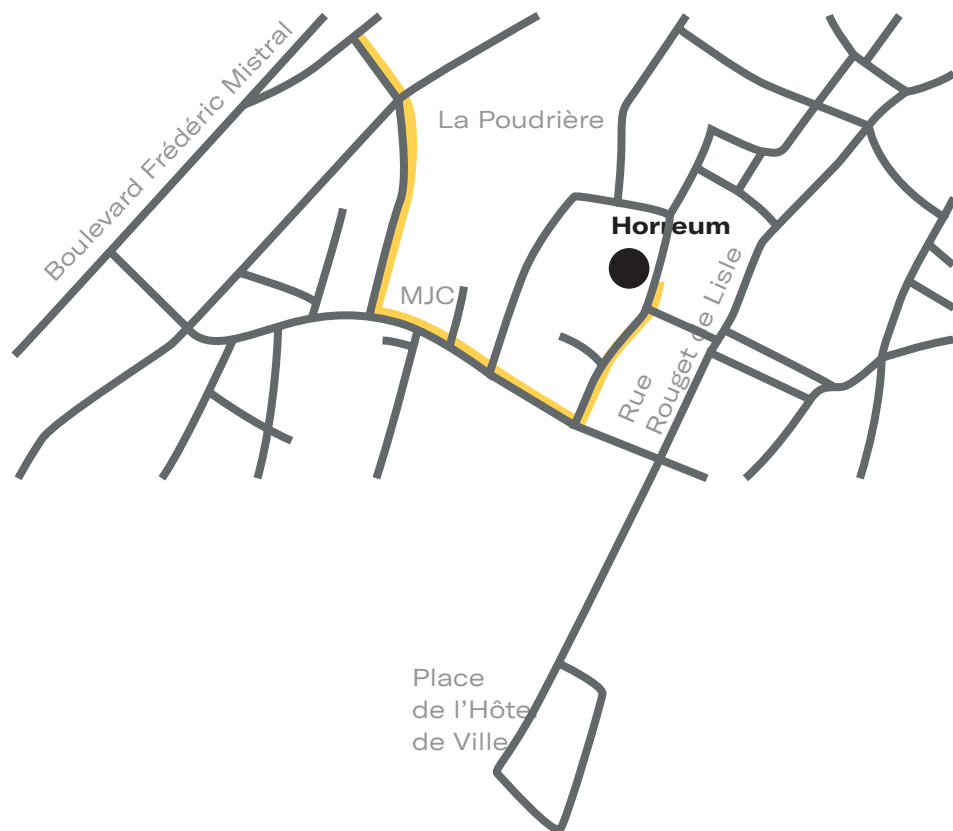 Boulevard Frédéric Mistral
La Poudrière
Horreum
MJC
Rue
Rouget de Lisle
Place
de l'Hôtel
de Ville